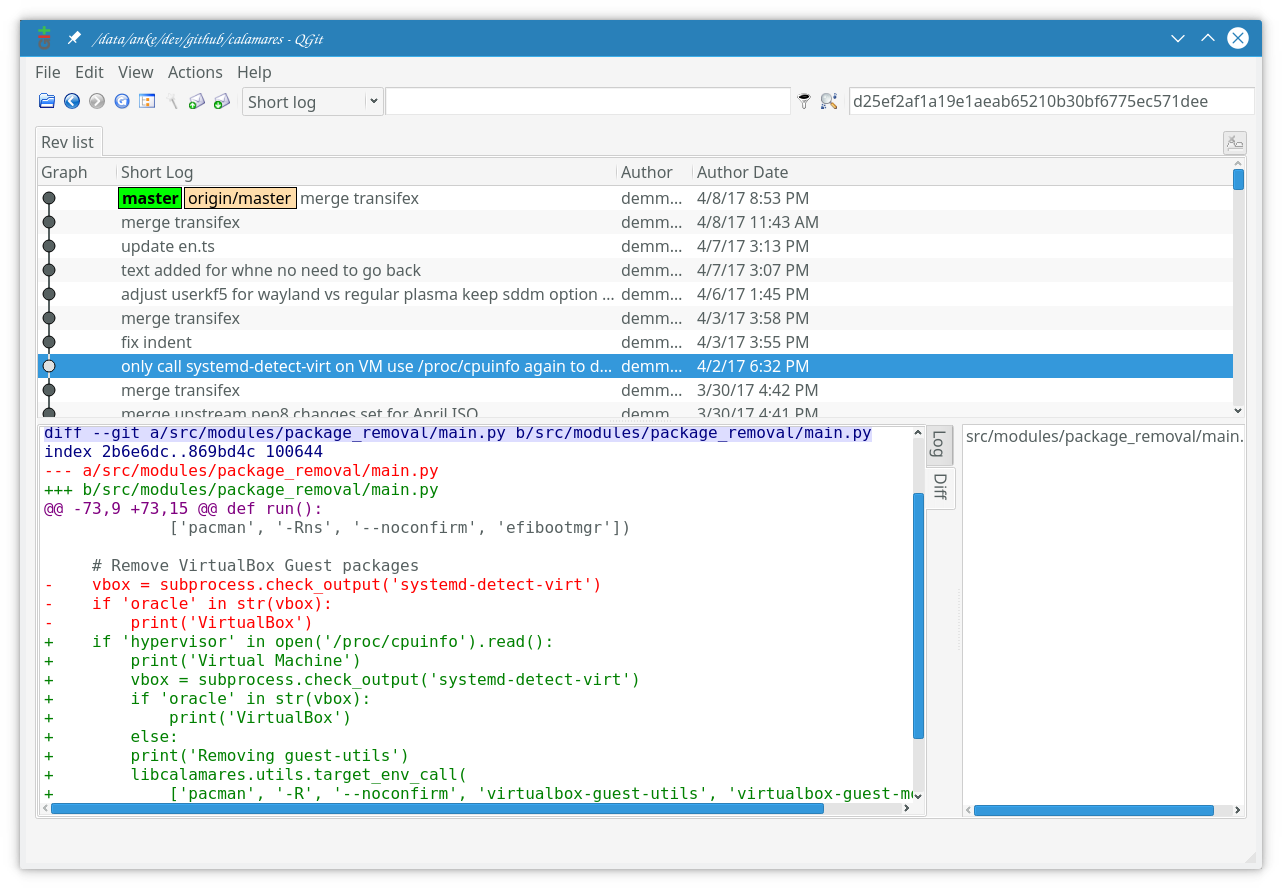 /data/anke/dev/github/calamares - QGit
File Edit View Actions Help
Short log d25ef2af1a19e1aeab65210b30bf6775ec571dee
Rev list
Graph Short Log Author Author Date
master origin/master merge transifex demm... 4/8/17 8:53 PM
merge transifex demm... 4/8/17 11:43 AM
update en.ts demm... 4/7/17 3:13 PM
text added for whne no need to go back demm... 4/7/17 3:07 PM
adjust userkf5 for wayland vs regular plasma keep sddm option ... demm... 4/6/17 1:45 PM
merge transifex demm... 4/3/17 3:58 PM
fix indent demm... 4/3/17 3:55 PM
only call systemd-detect-virt on VM use /proc/cpuinfo again to d... demm... 4/2/17 6:32 PM
merge transifex demm... 3/30/17 4:42 PM
merge upstream pep8 changes set for April ISO demm... 3/30/17 4:41 PM
diff --git a/src/modules/package_removal/main.py b/src/modules/package_removal/main.py
index 2b6e6dc..869bd4c 100644
--- a/src/modules/package_removal/main.py
+++ b/src/modules/package_removal/main.py
@@ -73,9 +73,15 @@ def run():
             ['pacman', '-Rns', '--noconfirm', 'efibootmgr'])
     # Remove VirtualBox Guest packages
-    vbox = subprocess.check_output('systemd-detect-virt')
-    if 'oracle' in str(vbox):
-        print('VirtualBox')
+    if 'hypervisor' in open('/proc/cpuinfo').read():
+        print('Virtual Machine')
+        vbox = subprocess.check_output('systemd-detect-virt')
+        if 'oracle' in str(vbox):
+            print('VirtualBox')
+        else:
+        print('Removing guest-utils')
+        libcalamares.utils.target_env_call(
+            ['pacman', '-R', '--noconfirm', 'virtualbox-guest-utils', 'virtualbox-guest-mo
Log
Diff
src/modules/package_removal/main.